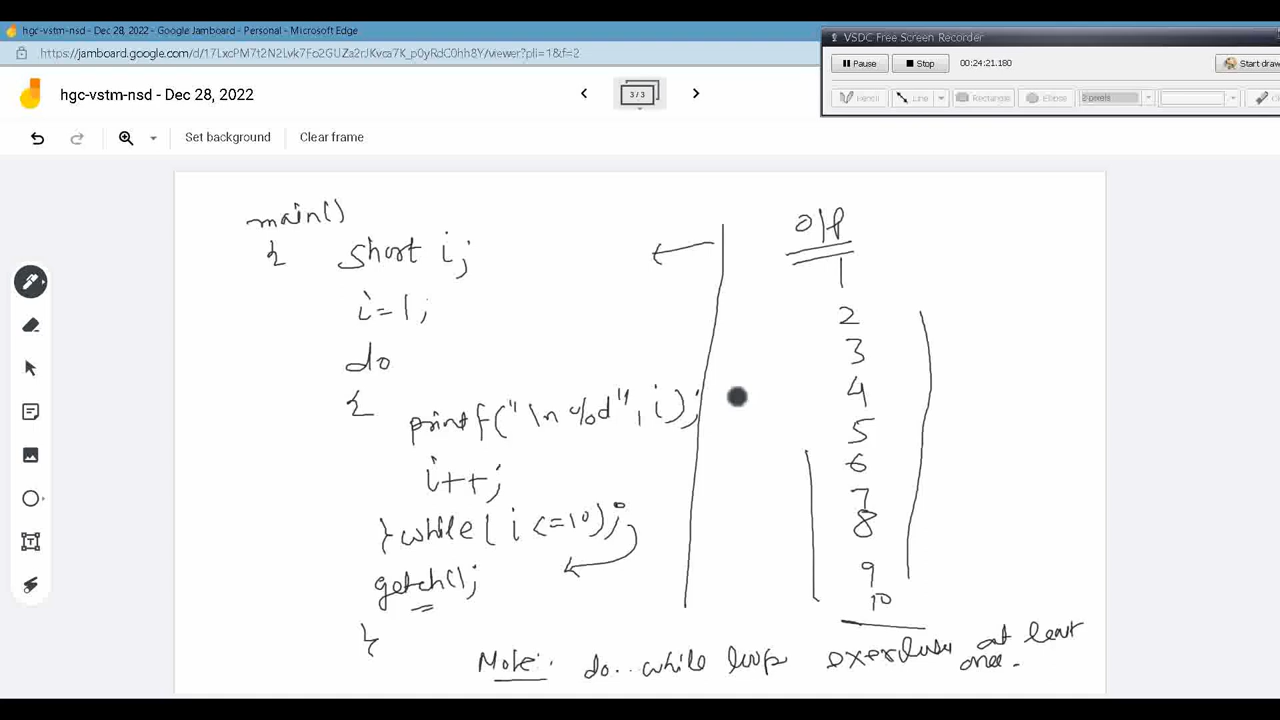 hgc-vstm-nsd - Dec 28, 2022 - Google Jamboard - Personal - Microsoft Edge
https://jamboard.google.com/d/17LxcPM7t2N2Lvk7Fo2GUZa2rJKvca7K_p0yRdC0hh8Y/viewer?pli=1&f=2
VSDC Free Screen Recorder
Pause Stop 00:24:21.180 Start draw
Pencil Line Rectangle Ellipse 2 pixels
hgc-vstm-nsd - Dec 28, 2022
3 / 3
Set background Clear frame
main()
{ short i;
i=1;
do
{
printf("\n %d", i);
i++;
} while( i <=10);
getch();
}
O/P
1
2
3
4
5
6
7
8
9
10
Note: do..while loop at least